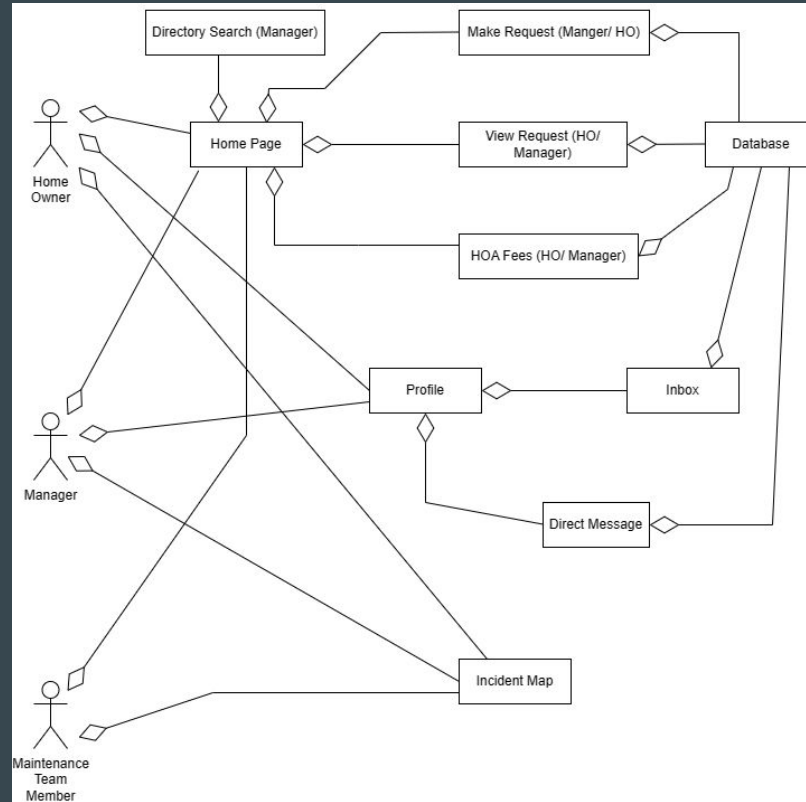 Directory Search (Manager)
Make Request (Manger/ HO)
Home Page
View Request (HO/
Manager)
Database
Home
Owner
HOA Fees (HO/ Manager)
Profile
Inbox
Manager
Direct Message
Incident Map
Maintenance
Team
Member